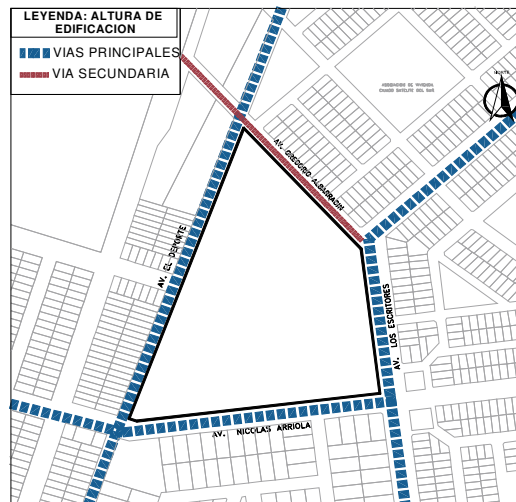 LEYENDA: ALTURA DE
EDIFICACION
VIAS PRINCIPALES
VIA SECUNDARIA
NORTE
AV. GREGORIO ALBARRACIN
AV. EL DEPORTE
AV. LOS ESCRITORES
AV. NICOLAS ARRIOLA